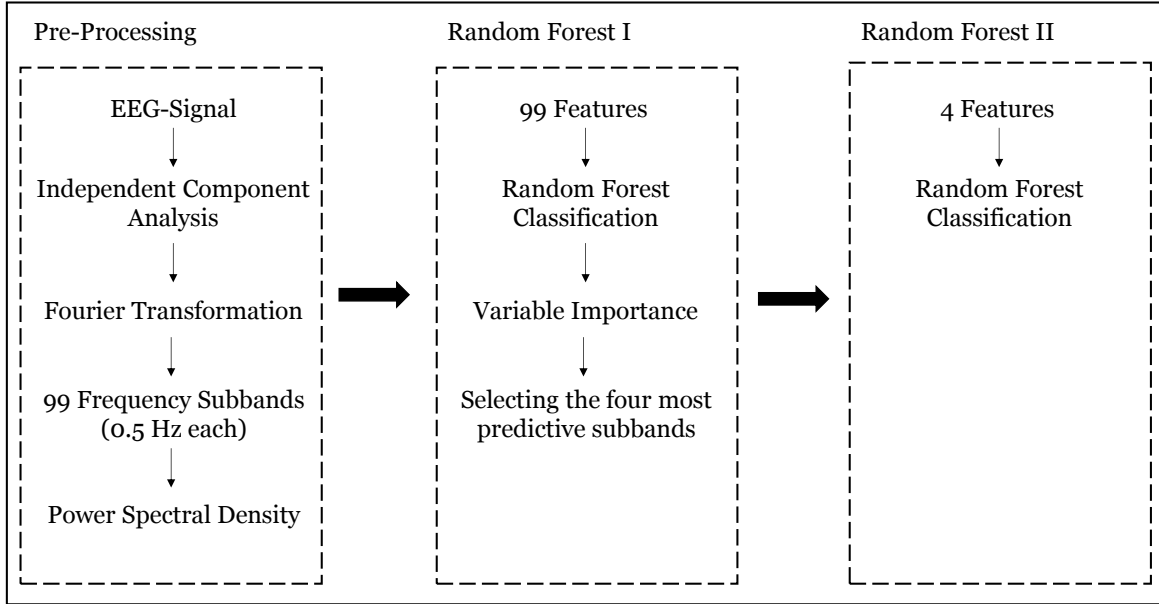 Pre-Processing
EEG-Signal
Independent Component
Analysis
Fourier Transformation
99 Frequency Subbands
(0.5 Hz each)
Power Spectral Density
Random Forest I
99 Features
Random Forest
Classification
Variable Importance
Selecting the four most
predictive subbands
Random Forest II
4 Features
Random Forest
Classification